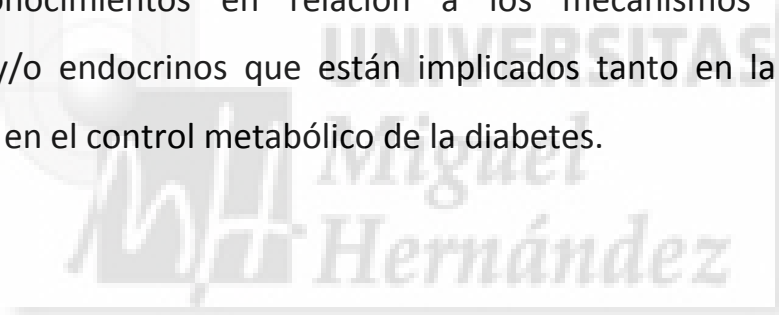 onocimientos en relación a los mecanismos
y/o endocrinos que están implicados tanto en la
en el control metabólico de la diabetes.
UNIVERSITAS
Miguel
Hernández